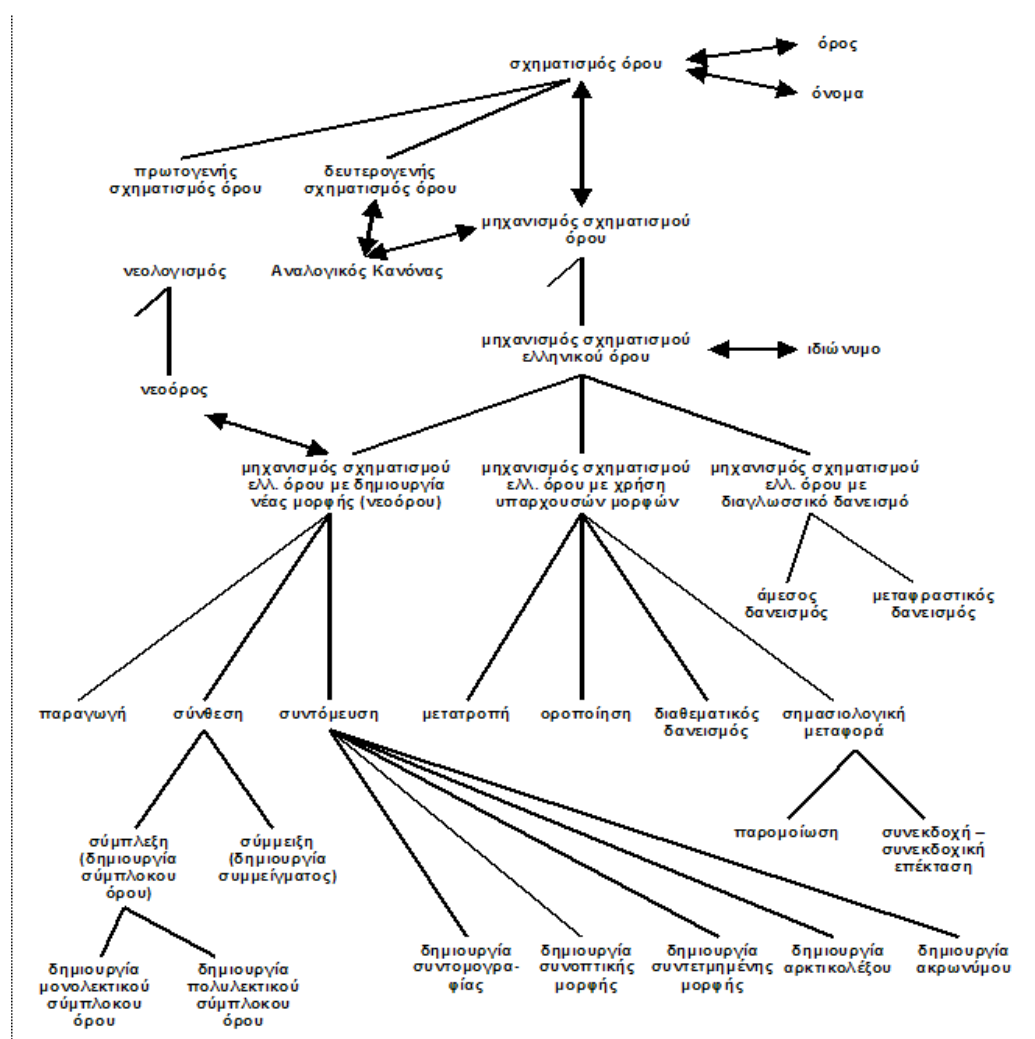 όρος
σχηματισμός όρου
όνομα
πρωτογενής
σχηματισμός όρου
δευτερογενής
σχηματισμός όρου
μηχανισμός σχηματισμού
όρου
νεολογισμός
Αναλογικός Κανόνας
μηχανισμός σχηματισμού
ελληνικού όρου
ιδιώνυμο
νεοόρος
μηχανισμός σχηματισμού
ελλ. όρου με δημιουργία
νέας μορφής (νεοόρου)
μηχανισμός σχηματισμού
ελλ. όρου με χρήση
υπαρχουσών μορφών
μηχανισμός σχηματισμού
ελλ. όρου με
διαγλωσσικό δανεισμό
άμεσος
δανεισμός
μεταφραστικός
δανεισμός
παραγωγή
σύνθεση
συντόμευση
μετατροπή
οροποίηση
διαθεματικός
δανεισμός
σημασιολογική
μεταφορά
σύμπλεξη
(δημιουργία
σύμπλοκου
όρου)
σύμμειξη
(δημιουργία
συμμείγματος)
παρομοίωση
συνεκδοχή –
συνεκδοχική
επέκταση
δημιουργία
μονολεκτικού
σύμπλοκου
όρου
δημιουργία
πολυλεκτικού
σύμπλοκου
όρου
δημιουργία
συντομογρα-
φίας
δημιουργία
συνοπτικής
μορφής
δημιουργία
συντετμημένης
μορφής
δημιουργία
αρκτικολέξου
δημιουργία
ακρωνύμου